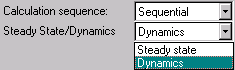 Calculation sequence: Sequential
Steady State/Dynamics Dynamics
Steady state
Dynamics